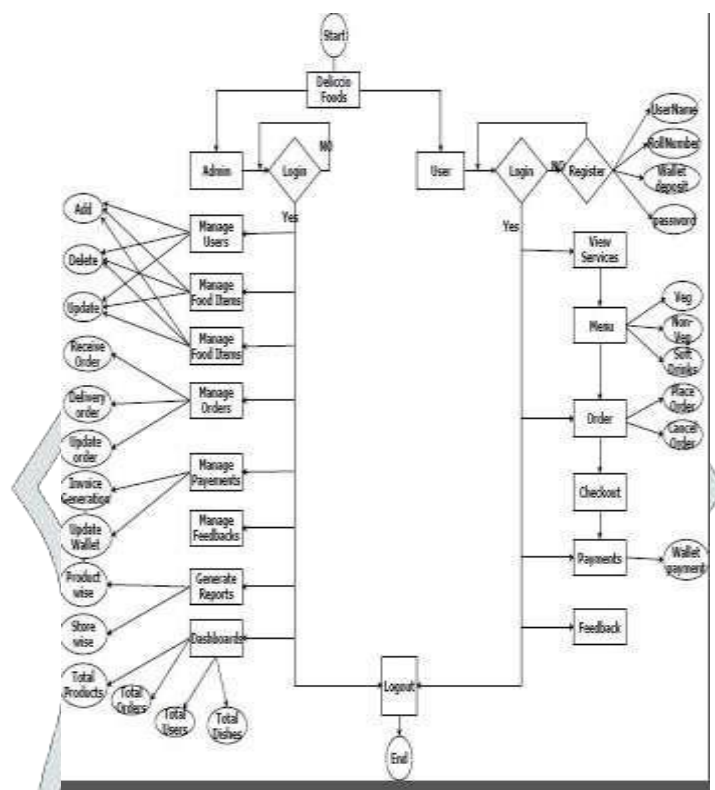 Start
Deliccio
Foods
Admin
Login
NO
Yes
User
Login
NO
Register
Yes
UserName
RollNumber
Wallet
deposit
password
Add
Delete
Update
Manage
Users
Manage
Food Items
Manage
Food Items
Receive
Order
Delivery
order
Update
order
Manage
Orders
Invoice
Generation
Update
Wallet
Manage
Payements
Manage
Feedbacks
Product
wise
Store
wise
Generate
Reports
Dashboards
Total
Products
Total
Orders
Total
Users
Total
Dishes
View
Services
Menu
Veg
Non-
Veg
Soft
Drinks
Order
Place
Order
Cancel
Order
Checkout
Payments
Wallet
payment
Feedback
Logout
End